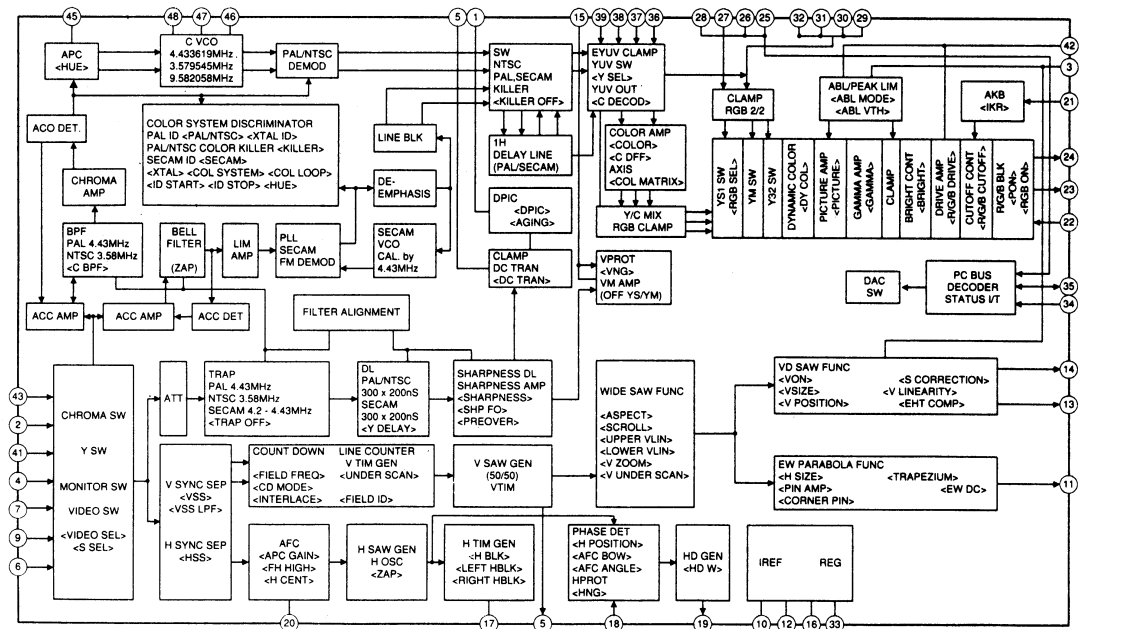 45
48
47
46
5
1
15
39
38
37
36
28
27
26
25
32
31
30
29
42
3
21
24
23
22
35
34
14
13
11
APC
<HUE>
C VCO
4.433619MHz
3.579545MHz
9.582058MHz
PAL/NTSC
DEMOD
SW
NTSC
PAL,SECAM
KILLER
<KILLER OFF>
EYUV CLAMP
YUV SW
<Y SEL>
YUV OUT
<C DECOD>
CLAMP
RGB 2/2
ABL/PEAK LIM
<ABL MODE>
<ABL VTH>
AKB
<IKR>
ACO DET.
COLOR SYSTEM DISCRIMINATOR
PAL ID <PAL/NTSC> <XTAL ID>
PAL/NTSC COLOR KILLER <KILLER>
SECAM ID <SECAM>
<XTAL> <COL SYSTEM> <COL LOOP>
<ID START> <ID STOP> <HUE>
LINE BLK
1H
DELAY LINE
(PAL/SECAM)
COLOR AMP
<COLOR>
<C DFF>
AXIS
<COL MATRIX>
YS1 SW
<RGB SEL>
YM SW
Y32 SW
DYNAMC COLOR
<DY COL>
PICTURE AMP
<PICTURE>
GAMMA AMP
<GAMMA>
CLAMP
BRIGHT CONT
<BRIGHT>
DRIVE AMP
<R/G/B DRIVE>
CUTOFF CONT
<R/G/B CUTOFF>
R/G/B BLK
<PON>
<RGB ON>
CHROMA
AMP
DE-
EMPHASIS
DPIC
<DPIC>
<AGING>
Y/C MIX
RGB CLAMP
BPF
PAL 4.43MHz
NTSC 3.58MHz
<C BPF>
BELL
FILTER
(ZAP)
LIM
AMP
PLL
SECAM
FM DEMOD
SECAM
VCO
CAL. by
4.43MHz
CLAMP
DC TRAN
<DC TRAN>
VPROT
<VNG>
VM AMP
(OFF YS/YM)
DAC
SW
PC BUS
DECODER
STATUS I/T
ACC AMP
ACC AMP
ACC DET
FILTER ALIGNMENT
43
2
41
4
7
9
6
CHROMA SW
Y SW
MONITOR SW
VIDEO SW
<VIDEO SEL>
<S SEL>
ATT
TRAP
PAL 4.43MHz
NTSC 3.58MHz
SECAM 4.2 - 4.43MHz
<TRAP OFF>
DL
PAL/NTSC
300 x 200nS
SECAM
300 x 200nS
<Y DELAY>
SHARPNESS DL
SHARPNESS AMP
<SHARPNESS>
<SHP FO>
<PREOVER>
WIDE SAW FUNC
<ASPECT>
<SCROLL>
<UPPER VLIN>
<LOWER VLIN>
<V ZOOM>
<V UNDER SCAN>
VD SAW FUNC
<VON> <S CORRECTION>
<VSIZE> <V LINEARITY>
<V POSITION> <EHT COMP>
EW PARABOLA FUNC
<H SIZE> <TRAPEZIUM>
<PIN AMP> <EW DC>
<CORNER PIN>
V SYNC SEP
<VSS>
<VSS LPF>
H SYNC SEP
<HSS>
COUNT DOWN LINE COUNTER
V TIM GEN
<FIELD FREQ> <UNDER SCAN>
<CD MODE>
<INTERLACE> <FIELD ID>
V SAW GEN
(50/50)
VTIM
AFC
<APC GAIN>
<FH HIGH>
<H CENT>
H SAW GEN
H OSC
<ZAP>
H TIM GEN
<H BLK>
<LEFT HBLK>
<RIGHT HBLK>
PHASE DET
<H POSITION>
<AFC BOW>
<AFC ANGLE>
HPROT
<HNG>
HD GEN
<HD W>
IREF REG
20
17
5
18
19
10
12
16
33